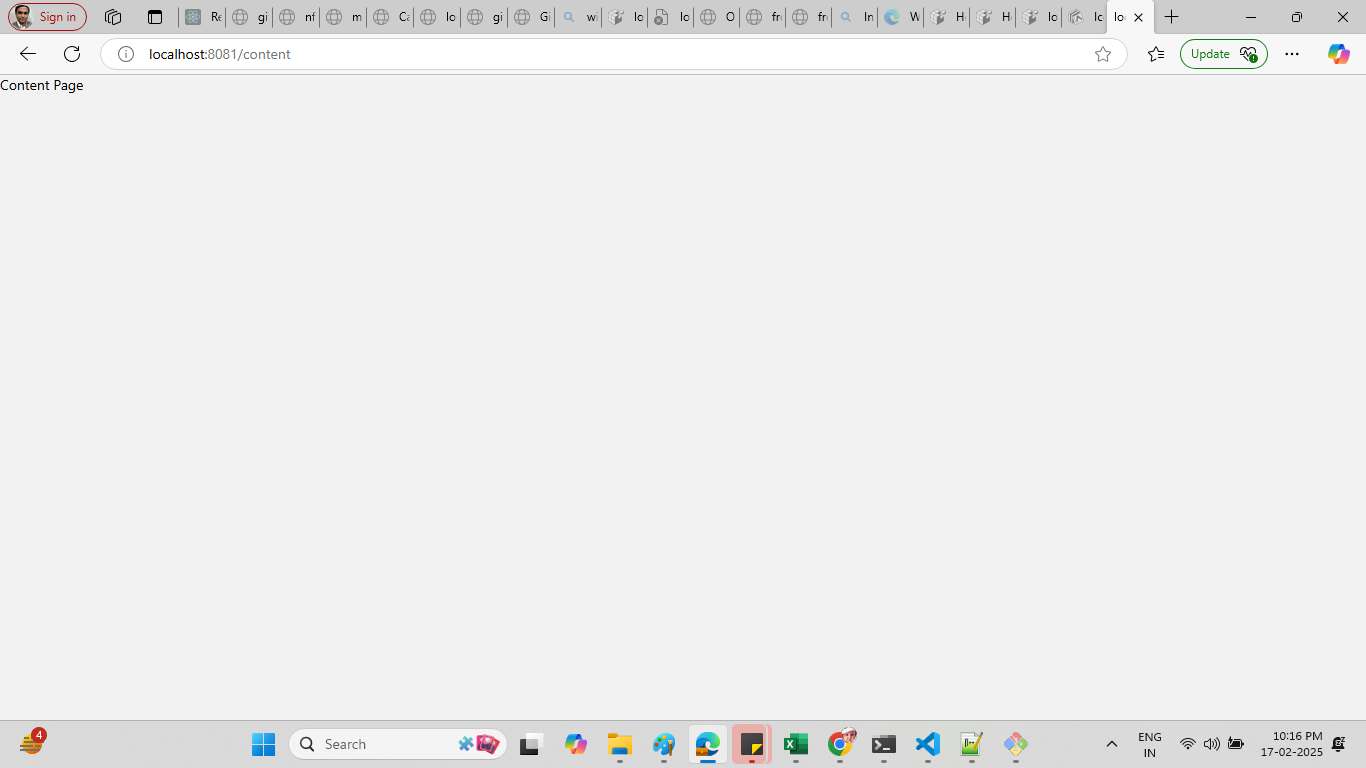 Sign in
Re
gi
nf
m
Ca
lo
gi
Gi
wi
lo
lo
O
fr
fr
In
W
H
H
lo
lo
lo
localhost:8081/content
Update
Content Page
4
Search
ENG
IN
10:16 PM
17-02-2025